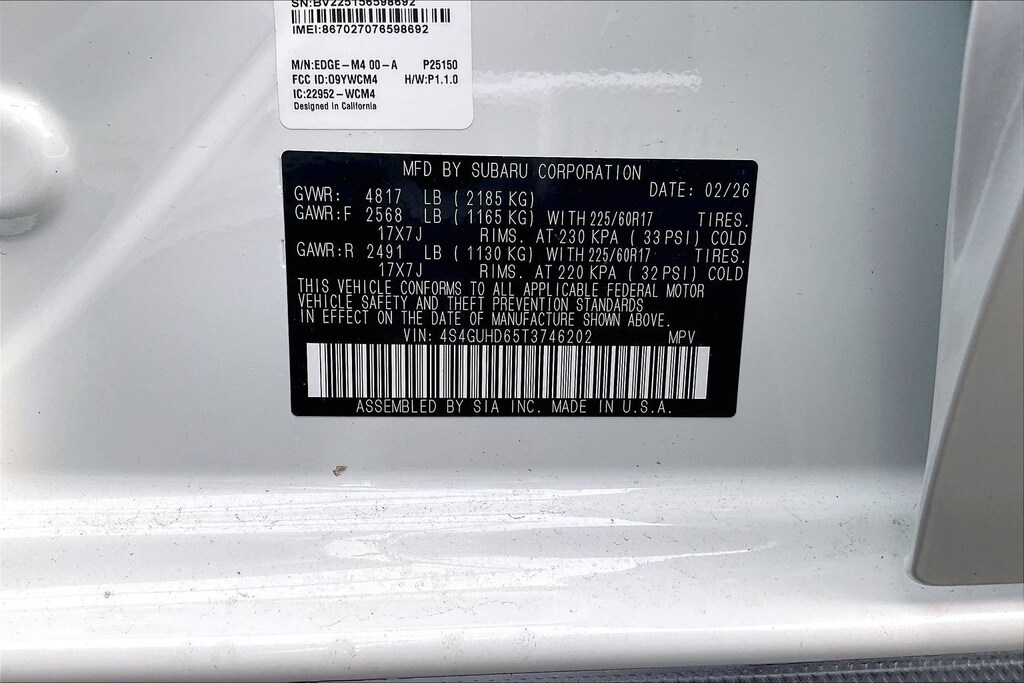 SN:BV225156598692
IMEI:867027076598692
M/N:EDGE-M4 00-A P25150
FCC ID:O9YWCM4 H/W:P1.1.0
IC:22952-WCM4
Designed in California
MFD BY SUBARU CORPORATION
GVWR: 4817 LB ( 2185 KG) DATE: 02/26
GAWR:F 2568 LB ( 1165 KG) WITH 225/60R17 TIRES.
17X7J RIMS. AT 230 KPA ( 33 PSI) COLD
GAWR:R 2491 LB ( 1130 KG) WITH 225/60R17 TIRES.
17X7J RIMS. AT 220 KPA ( 32 PSI) COLD
THIS VEHICLE CONFORMS TO ALL APPLICABLE FEDERAL MOTOR
VEHICLE SAFETY AND THEFT PREVENTION STANDARDS
IN EFFECT ON THE DATE OF MANUFACTURE SHOWN ABOVE.
VIN: 4S4GUHD65T3746202 MPV
ASSEMBLED BY SIA INC. MADE IN U.S.A.